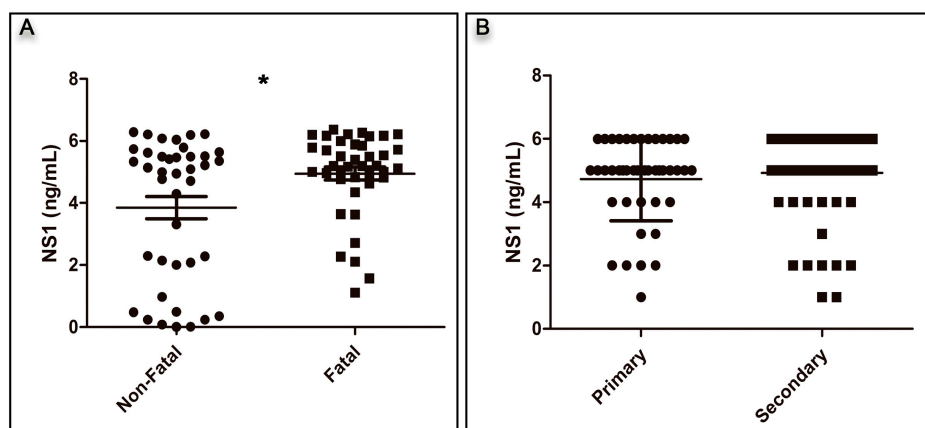 A
*
NS1 (ng/mL)
8
6
4
2
0
Non-Fatal
Fatal
B
NS1 (ng/mL)
8
6
4
2
0
Primary
Secondary